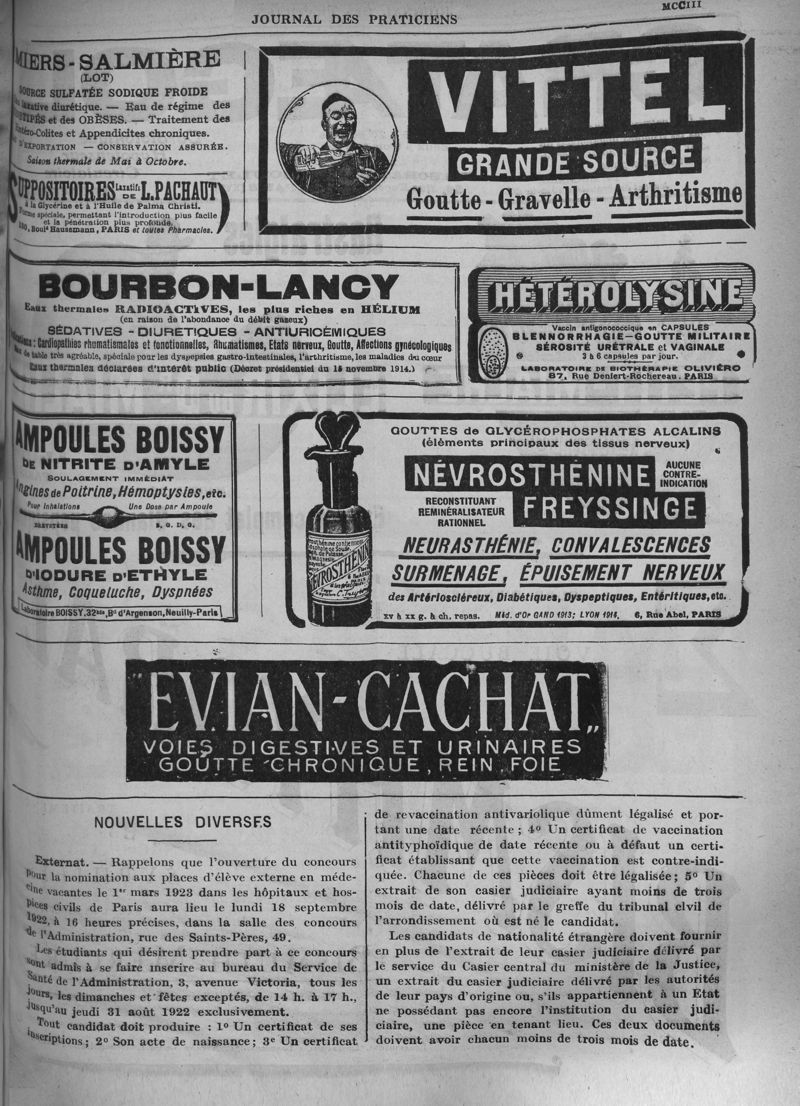 JOURNAL DES PRATICIENS
MCCIII
MIERS-SALMIÈRE
(LOT)
SOURCE SULFATÉE SODIQUE FROIDE
laxative diurétique. — Eau de régime des
et des OBÈSES. — Traitement des
Entéro-Colites et Appendicites chroniques.
D'EXPORTATION — CONSERVATION ASSURÉE.
Saison thermale de Mai à Octobre.
SUPPOSITOIRES Laxatifs DE L. PACHAUT
à la Glycérine et à l'Huile de Palma Christi.
Forme spéciale, permettant l'introduction plus facile
et la pénétration plus profonde.
130, Boulᵈ Haussmann, PARIS et toutes Pharmacies.
VITTEL
GRANDE SOURCE
Goutte - Gravelle - Arthritisme
BOURBON-LANCY
Eaux thermales RADIOACTIVES, les plus riches en HÉLIUM
(en raison de l'abondance du débit gazeux)
SÉDATIVES - DIURETIQUES - ANTIURICÉMIQUES
: Cardiopathies rhumatismales et fonctionnelles, Rhumatismes, Etats nerveux, Goutte, Affections gynécologiques
de table très agréable, spéciale pour les dyspepsies gastro-intestinales, l'arthritisme, les maladies du cœur
Eaux thermales déclarées d'intérêt public (Décret présidentiel du 15 novembre 1914.)
HÉTÉROLYSINE
Vaccin antigonococcique en CAPSULES
BLENNORRHAGIE-GOUTTE MILITAIRE
SÉROSITÉ URÉTRALE et VAGINALE
3 à 6 capsules par jour.
LABORATOIRE DE BIOTHÉRAPIE OLIVIÉRO
87, Rue Denfert-Rochereau. PARIS
AMPOULES BOISSY
DE NITRITE D'AMYLE
SOULAGEMENT IMMÉDIAT
Angines de Poitrine, Hémoptysies, etc.
Pour Inhalations Une Dose par Ampoule
BREVETÉES S. G. D. G.
AMPOULES BOISSY
D'IODURE D'ETHYLE
Asthme, Coqueluche, Dyspnées
Laboratoire BOISSY, 32ᵇⁱˢ, Bᵈ d'Argenson, Neuilly-Paris
GOUTTES de GLYCÉROPHOSPHATES ALCALINS
(éléments principaux des tissus nerveux)
NÉVROSTHÉNINE
AUCUNE
CONTRE-
INDICATION
RECONSTITUANT
REMINÉRALISATEUR
RATIONNEL
FREYSSINGE
NEURASTHÉNIE, CONVALESCENCES
SURMENAGE, ÉPUISEMENT NERVEUX
des Artérioscléreux, Diabétiques, Dyspeptiques, Entéritiques, etc.
XV à XX g. à ch. repas. Méd. d'Or GAND 1913; LYON 1914. 6, Rue Abel, PARIS
NÉVROSTHÉNINE
"EVIAN-CACHAT„
VOIES DIGESTIVES ET URINAIRES
GOUTTE CHRONIQUE, REIN, FOIE
NOUVELLES DIVERSES
Externat. — Rappelons que l'ouverture du concours
pour la nomination aux places d'élève externe en méde-
cine vacantes le 1ᵉʳ mars 1923 dans les hôpitaux et hos-
pices civils de Paris aura lieu le lundi 18 septembre
1922, à 16 heures précises, dans la salle des concours
de l'Administration, rue des Saints-Pères, 49.
Les étudiants qui désirent prendre part à ce concours
sont admis à se faire inscrire au bureau du Service de
Santé de l'Administration, 3, avenue Victoria, tous les
jours, les dimanches et fêtes exceptés, de 14 h. à 17 h.,
jusqu'au jeudi 31 août 1922 exclusivement.
Tout candidat doit produire : 1º Un certificat de ses
inscriptions ; 2º Son acte de naissance ; 3º Un certificat
de revaccination antivariolique dûment légalisé et por-
tant une date récente ; 4º Un certificat de vaccination
antityphoïdique de date récente ou à défaut un certi-
ficat établissant que cette vaccination est contre-indi-
quée. Chacune de ces pièces doit être légalisée ; 5º Un
extrait de son casier judiciaire ayant moins de trois
mois de date, délivré par le greffe du tribunal civil de
l'arrondissement où est né le candidat.
Les candidats de nationalité étrangère doivent fournir
en plus de l'extrait de leur casier judiciaire délivré par
le service du Casier central du ministère de la Justice,
un extrait du casier judiciaire délivré par les autorités
de leur pays d'origine ou, s'ils appartiennent à un Etat
ne possédant pas encore l'institution du casier judi-
ciaire, une pièce en tenant lieu. Ces deux documents
doivent avoir chacun moins de trois mois de date.